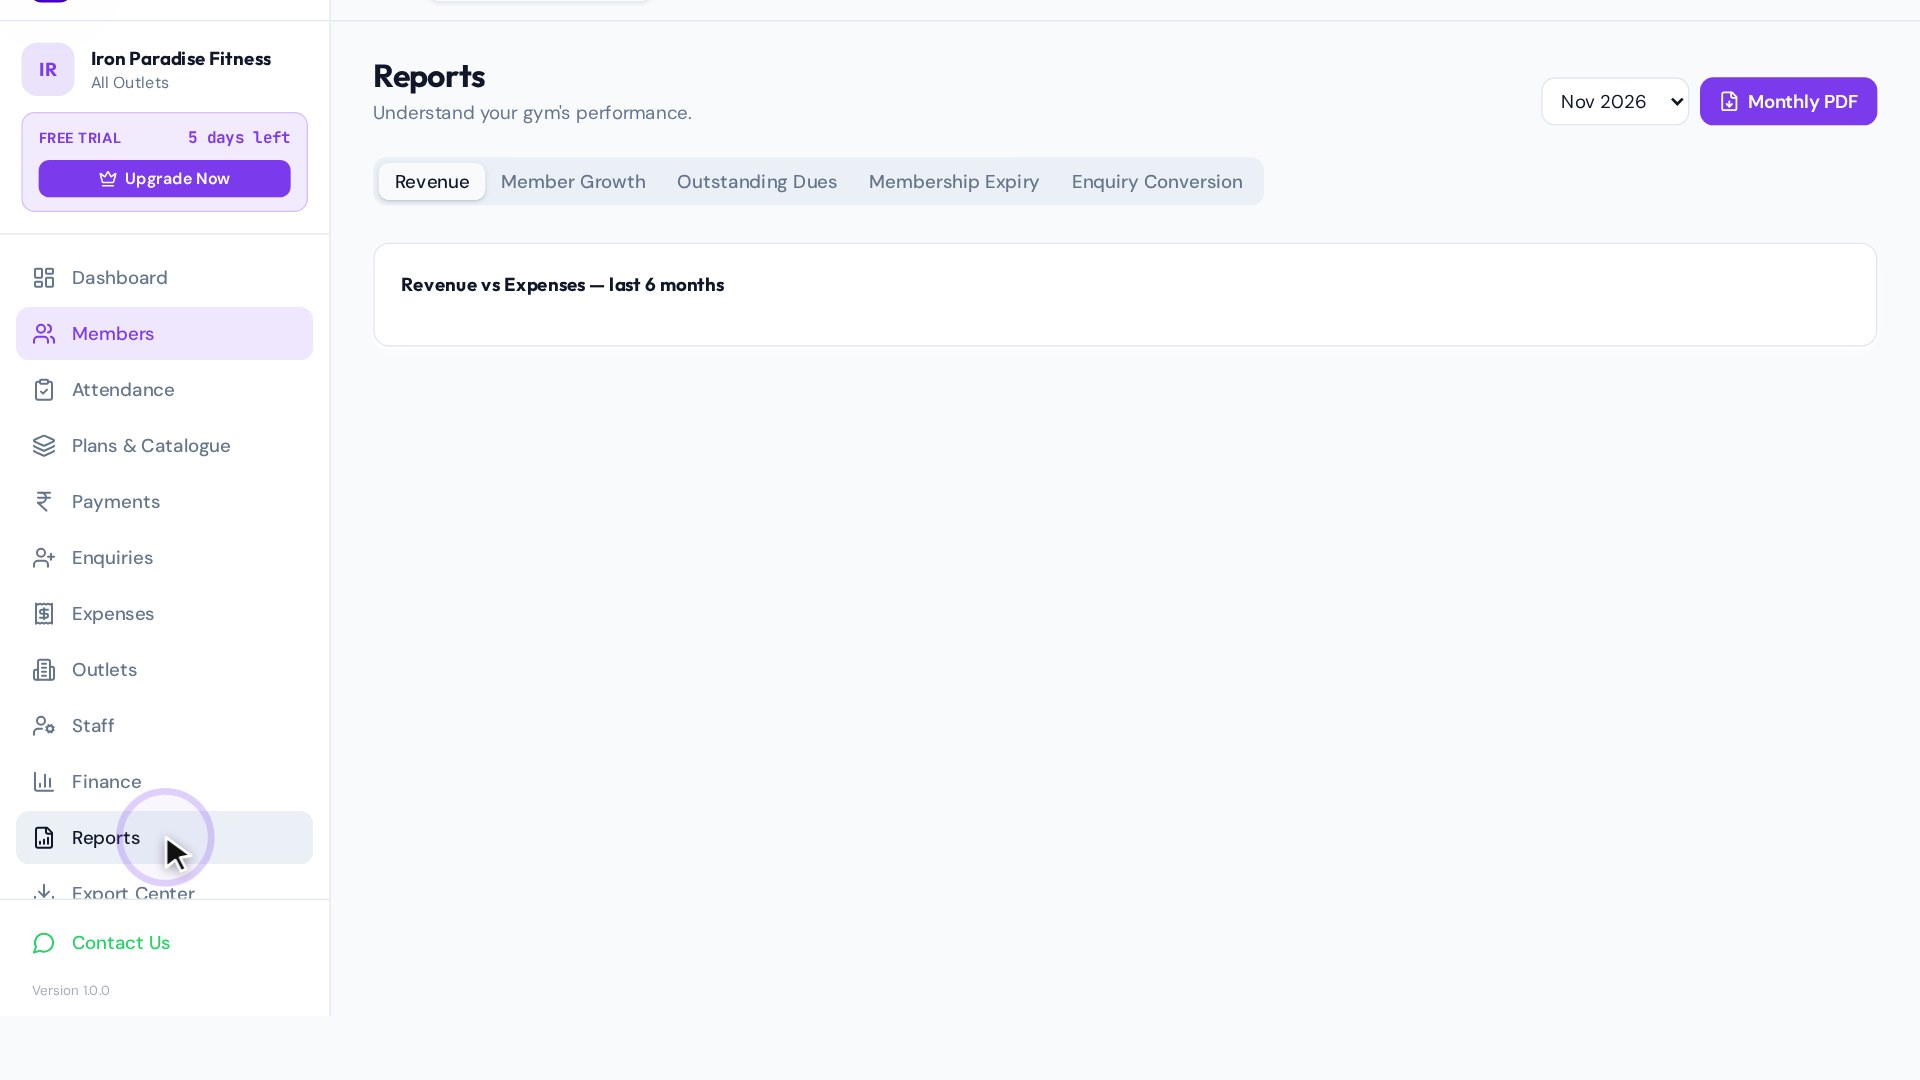 IR
Iron Paradise Fitness
All Outlets
FREE TRIAL
5 days left
Upgrade Now
Dashboard
Members
Attendance
Plans & Catalogue
Payments
Enquiries
Expenses
Outlets
Staff
Finance
Reports
Export Center
Contact Us
Version 1.0.0
Reports
Understand your gym's performance.
Nov 2026
Monthly PDF
Revenue
Member Growth
Outstanding Dues
Membership Expiry
Enquiry Conversion
Revenue vs Expenses — last 6 months